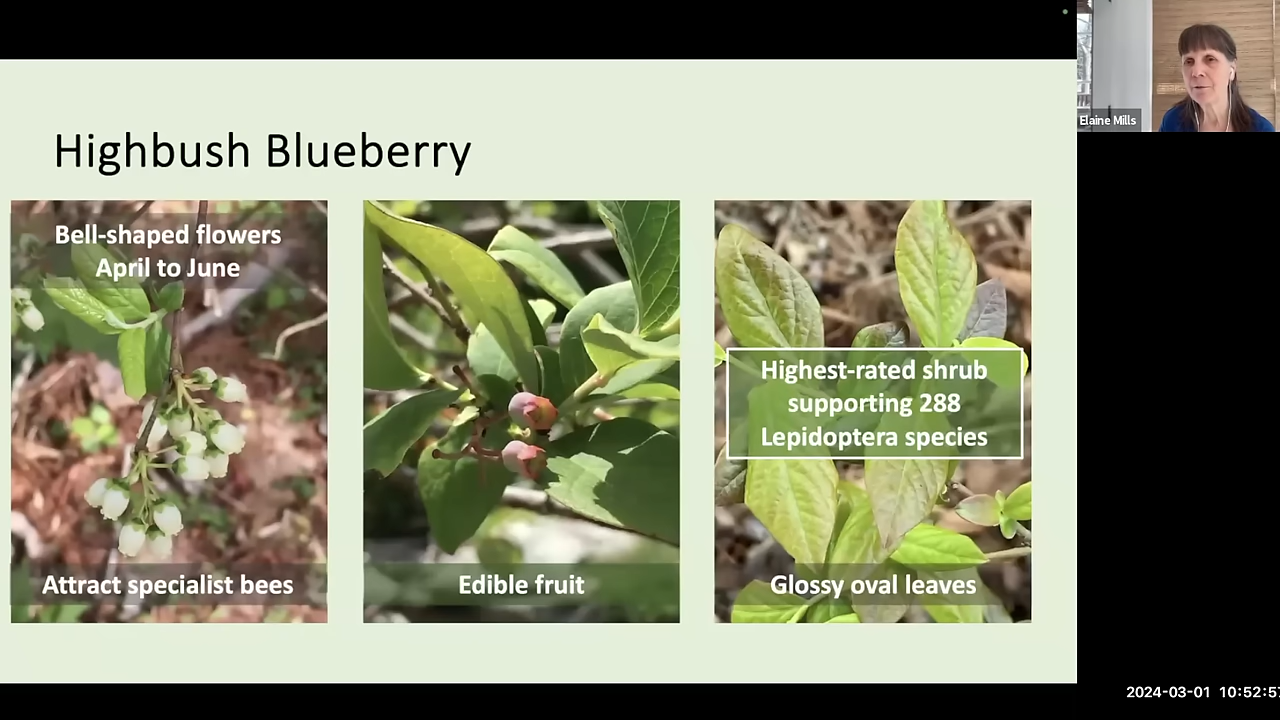 Highbush Blueberry
Bell-shaped flowers
April to June
Attract specialist bees
Edible fruit
Highest-rated shrub
supporting 288
Lepidoptera species
Glossy oval leaves
Elaine Mills
2024-03-01 10:52:57